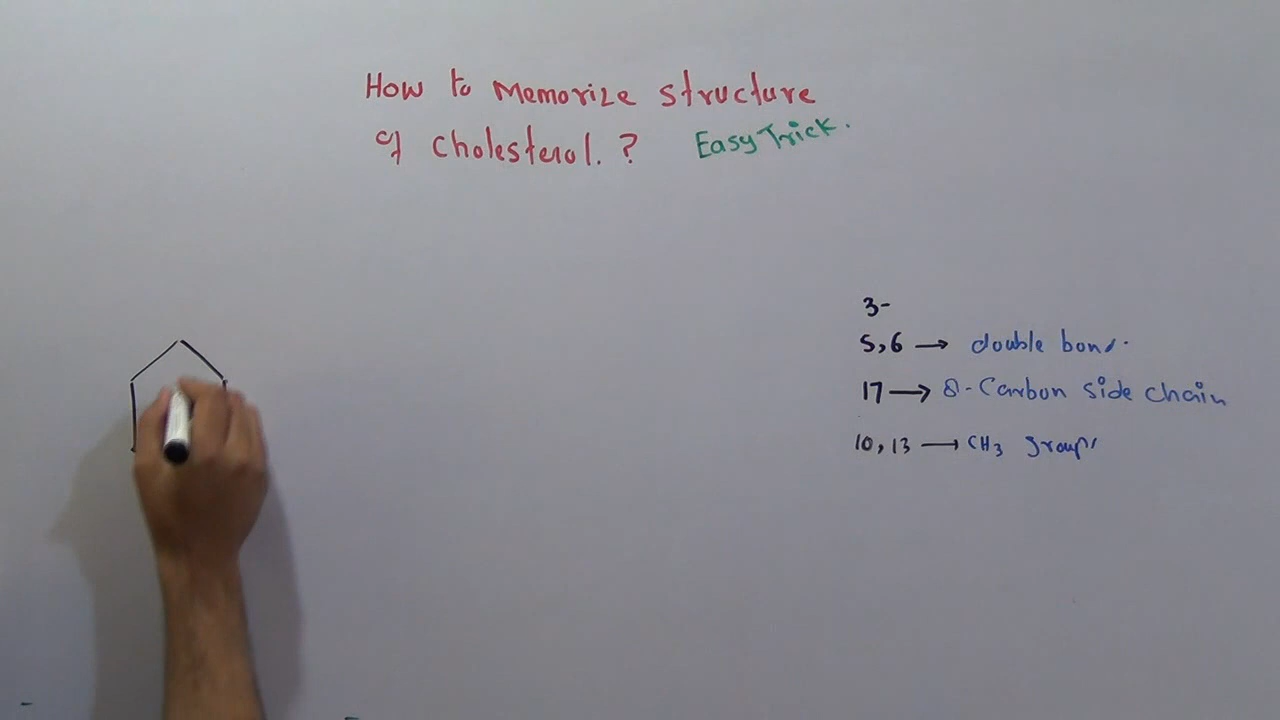 How to Memorize structure
of cholesterol. ? Easy Trick.
3-
5,6 → double bond.
17 → 8-Carbon side chain
10, 13 → CH3 groups